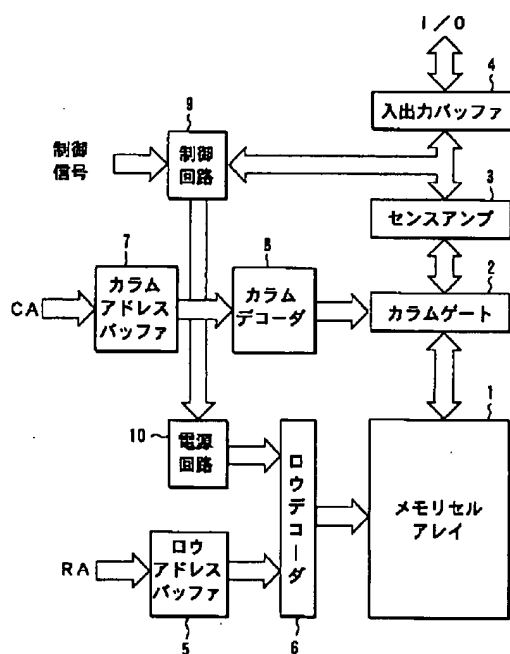 I/O
4
入出力バッファ
9
制御
信号
制御
回路
3
センスアンプ
7
8
2
CA
カラム
アドレス
バッファ
カラム
デコーダ
カラムゲート
1
10
電源
回路
ロウデコーダ
メモリセル
アレイ
RA
ロウ
アドレス
バッファ
5
6